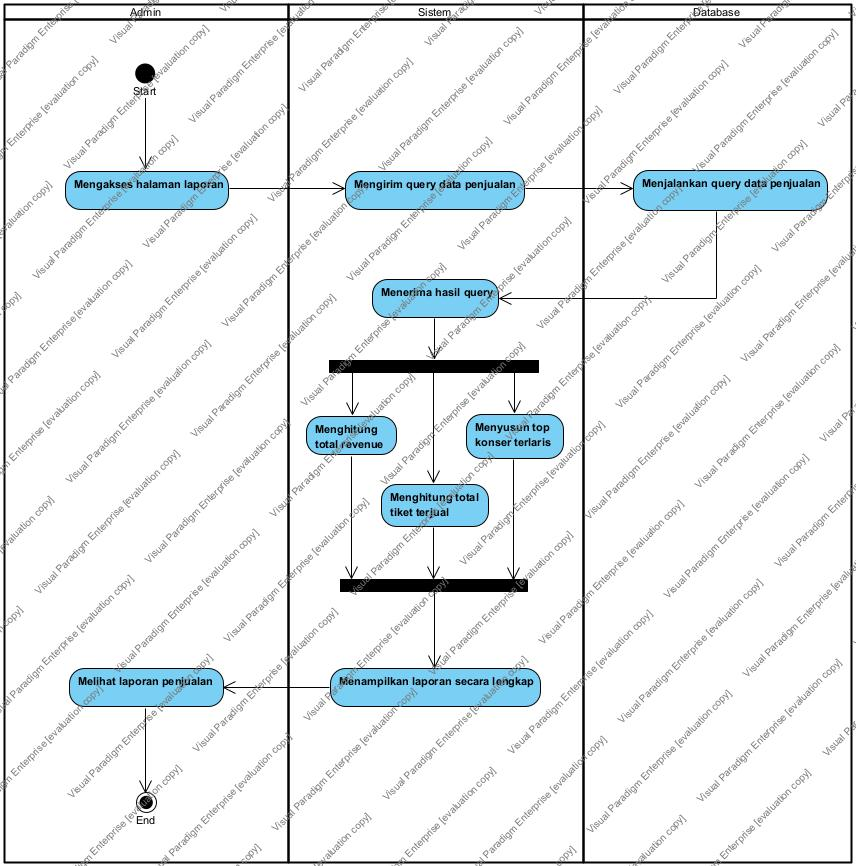 Admin
Sistem
Database
Start
Mengakses halaman laporan
Mengirim query data penjualan
Menjalankan query data penjualan
Menerima hasil query
Menghitung
total revenue
Menyusun top
konser terlaris
Menghitung total
tiket terjual
Melihat laporan penjualan
Menampilkan laporan secara lengkap
End
Visual Paradigm Enterprise [evaluation copy]